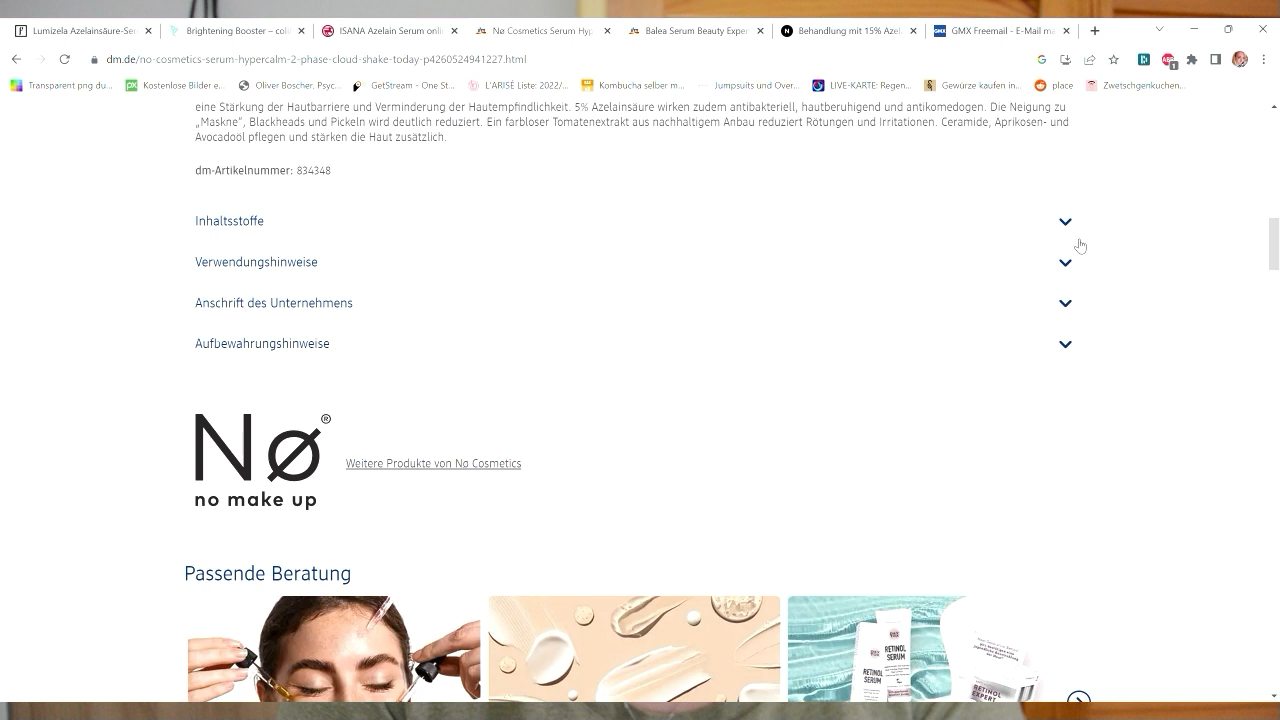 Lumizela Azelainsäure-Ser
Brightening Booster – col
ISANA Azelain Serum onli
Nø Cosmetics Serum Hyp
Balea Serum Beauty Exper
Behandlung mit 15% Azel
GMX Freemail - E-Mail m
dm.de/no-cosmetics-serum-hypercalm-2-phase-cloud-shake-today-p4260528341227.html
Transparent png du...
Kostenlose Bilder e...
Oliver Boscher, Psyc...
Gleitstream - One St...
L'ARISÉ Liste: 2022/...
Kombucha selber m...
Jumpsuits und Over...
LIVE-KARTE: Regen...
Gewürze kaufen in...
place
Zwetschgenkuchen...
eine Stärkung der Hautbarriere und Verminderung der Hautempfindlichkeit. 5% Azelainsäure wirken zudem antibakteriell, hautberuhigend und antikomedogen. Die Neigung zu
„Maskne“, Blackheads und Pickeln wird deutlich reduziert. Ein farbloser Tomatenextrakt aus nachhaltigem Anbau reduziert Rötungen und Irritationen. Ceramide, Aprikosen- und
Avocadoöl pflegen und stärken die Haut zusätzlich.
dm-Artikelnummer: 834348
Inhaltsstoffe
Verwendungshinweise
Anschrift des Unternehmens
Aufbewahrungshinweise
Nø®
no make up
Weitere Produkte von Nø Cosmetics
Passende Beratung
RETINOL
SERUM
RETINOL
SERUM
RETINOL
EXPERT